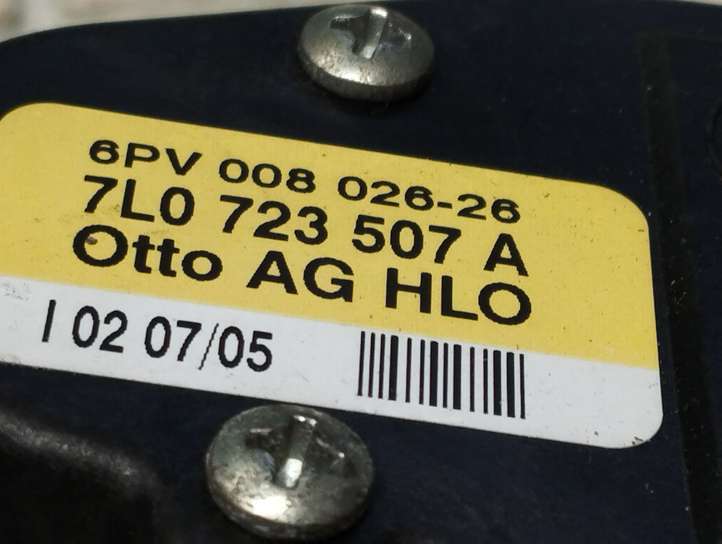 6PV 008 026-26
7L0 723 507 A
Otto AG HLO
I 02 07/05